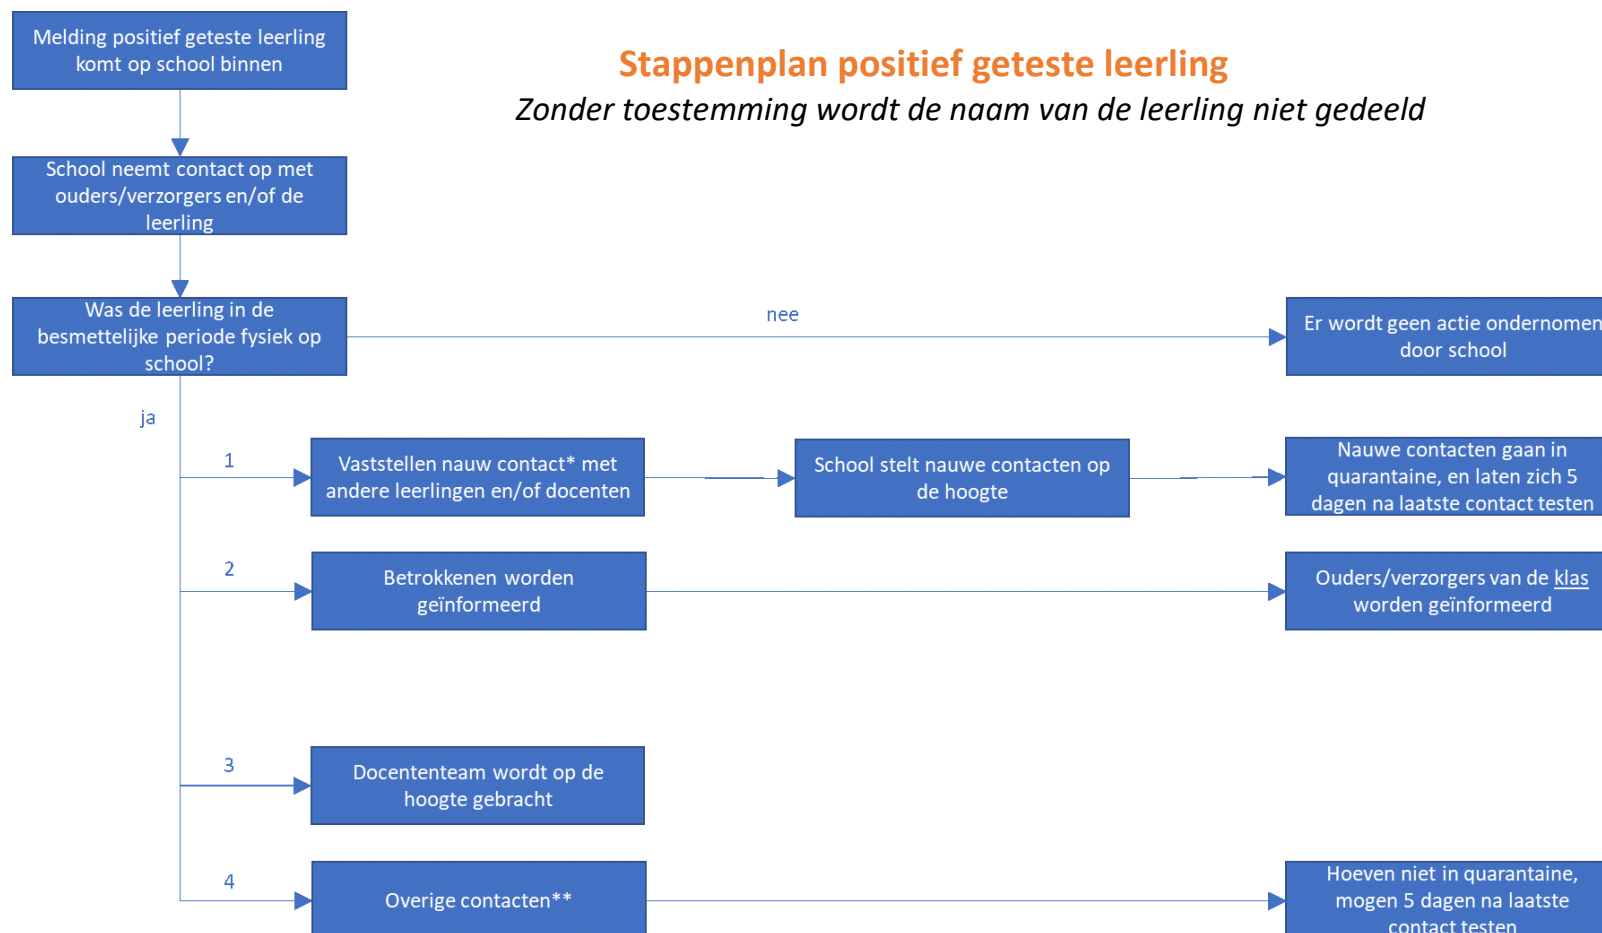 Melding positief geteste leerling
komt op school binnen
Stappenplan positief geteste leerling
Zonder toestemming wordt de naam van de leerling niet gedeeld
School neemt contact op met
ouders/verzorgers en/of de
leerling
Was de leerling in de
besmettelijke periode fysiek op
school?
nee
Er wordt geen actie ondernomen
door school
ja
1
Vaststellen nauw contact* met
andere leerlingen en/of docenten
School stelt nauwe contacten op
de hoogte
Nauwe contacten gaan in
quarantaine, en laten zich 5
dagen na laatste contact testen
2
Betrokkenen worden
geïnformeerd
Ouders/verzorgers van de klas
worden geïnformeerd
3
Docententeam wordt op de
hoogte gebracht
4
Overige contacten**
Hoeven niet in quarantaine,
mogen 5 dagen na laatste
contact testen